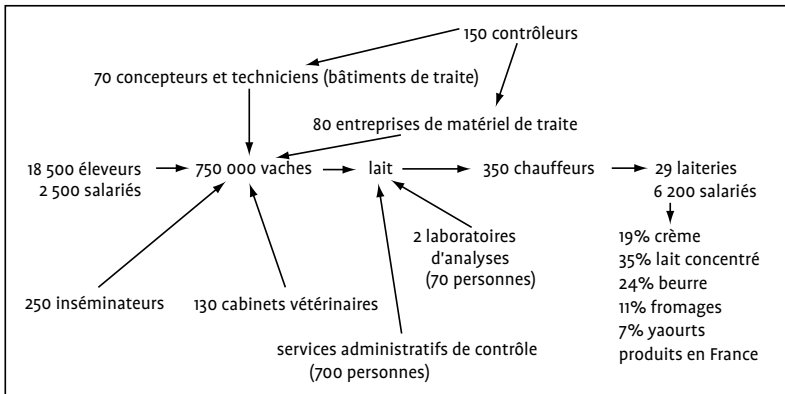 150 contrôleurs
70 concepteurs et techniciens (bâtiments de traite)
80 entreprises de matériel de traite
18 500 éleveurs
2 500 salariés
750 000 vaches
lait
350 chauffeurs
29 laiteries
6 200 salariés
2 laboratoires
d'analyses
(70 personnes)
19% crème
35% lait concentré
24% beurre
11% fromages
7% yaourts
produits en France
250 inséminateurs
130 cabinets vétérinaires
services administratifs de contrôle
(700 personnes)